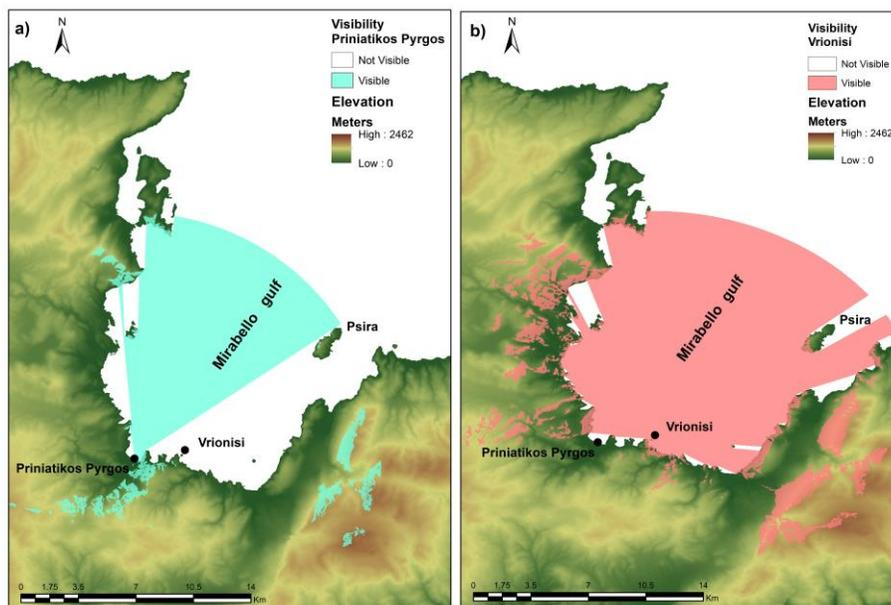 a)
N
Visibility
Priniatikos Pyrgos
Not Visible
Visible
Elevation
Meters
High : 2462
Low : 0
Mirabello gulf
Psira
Vrionisi
Priniatikos Pyrgos
0 1.75 3.5 7 10.5 14
Km
b)
N
Visibility
Vrionisi
Not Visible
Visible
Elevation
Meters
High : 2462
Low : 0
Mirabello gulf
Psira
Vrionisi
Priniatikos Pyrgos
0 1.75 3.5 7 10.5 14
Km